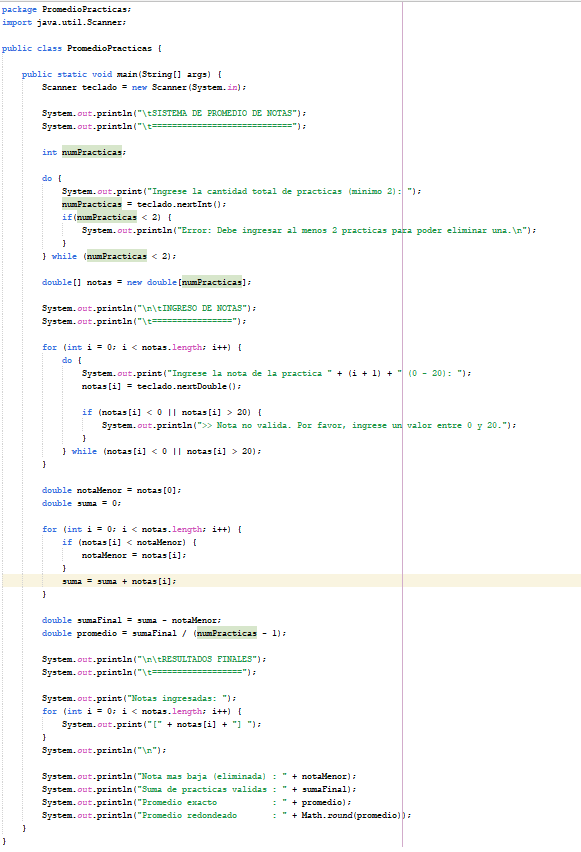 package PromedioPracticas;
import java.util.Scanner;

public class PromedioPracticas {

    public static void main(String[] args) {
        Scanner teclado = new Scanner(System.in);

        System.out.println("\tSISTEMA DE PROMEDIO DE NOTAS");
        System.out.println("\t============================");

        int numPracticas;

        do {
            System.out.print("Ingrese la cantidad total de practicas (minimo 2): ");
            numPracticas = teclado.nextInt();
            if(numPracticas < 2) {
                System.out.println("Error: Debe ingresar al menos 2 practicas para poder eliminar una.\n");
            }
        } while (numPracticas < 2);

        double[] notas = new double[numPracticas];

        System.out.println("\n\tINGRESO DE NOTAS");
        System.out.println("\t================");

        for (int i = 0; i < notas.length; i++) {
            do {
                System.out.print("Ingrese la nota de la practica " + (i + 1) + " (0 - 20): ");
                notas[i] = teclado.nextDouble();

                if (notas[i] < 0 || notas[i] > 20) {
                    System.out.println(">> Nota no valida. Por favor, ingrese un valor entre 0 y 20.");
                }
            } while (notas[i] < 0 || notas[i] > 20);
        }

        double notaMenor = notas[0];
        double suma = 0;

        for (int i = 0; i < notas.length; i++) {
            if (notas[i] < notaMenor) {
                notaMenor = notas[i];
            }
            suma = suma + notas[i];
        }

        double sumaFinal = suma - notaMenor;
        double promedio = sumaFinal / (numPracticas - 1);

        System.out.println("\n\tRESULTADOS FINALES");
        System.out.println("\t==================");

        System.out.print("Notas ingresadas: ");
        for (int i = 0; i < notas.length; i++) {
            System.out.print("[" + notas[i] + "] ");
        }
        System.out.println("\n");

        System.out.println("Nota mas baja (eliminada) : " + notaMenor);
        System.out.println("Suma de practicas validas : " + sumaFinal);
        System.out.println("Promedio exacto           : " + promedio);
        System.out.println("Promedio redondeado       : " + Math.round(promedio));
    }
}